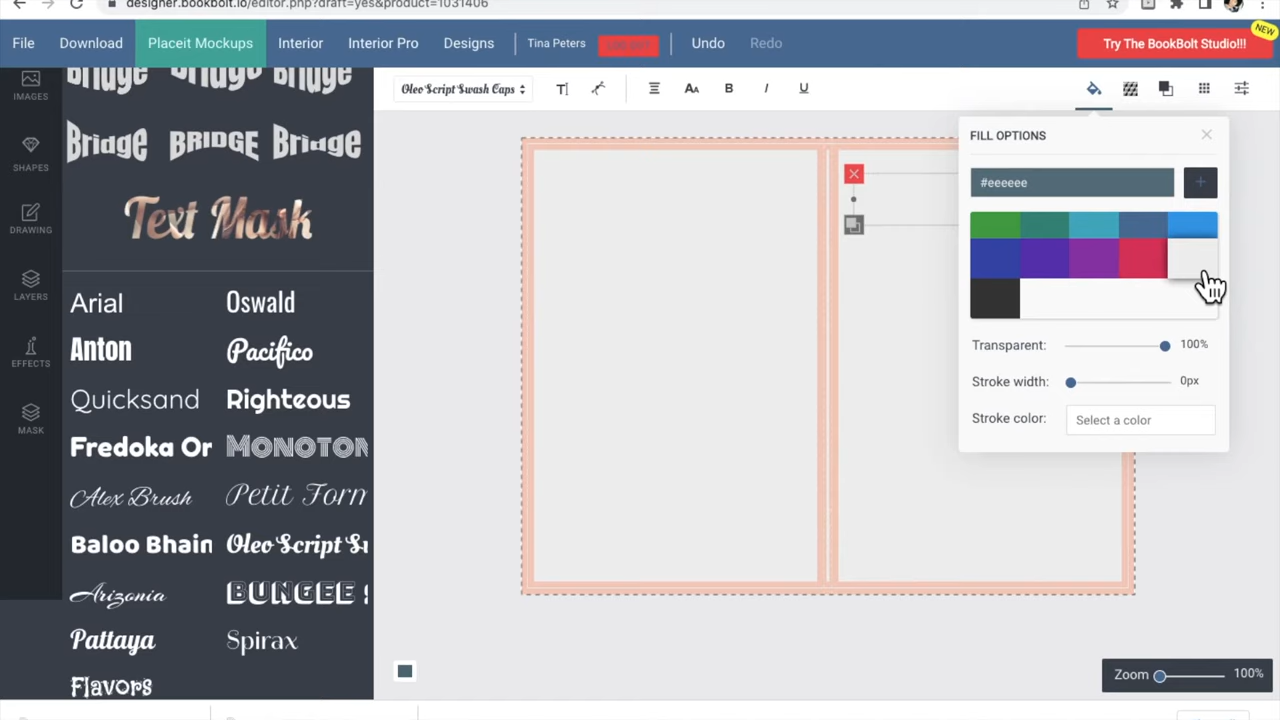 designer.bookbolt.io/editor.php?draft=yes&product=1031406
File Download Placeit Mockups Interior Interior Pro Designs Tina Peters Undo Redo Try The BookBolt Studio!!! NEW
IMAGES
SHAPES
DRAWING
LAYERS
EFFECTS
MASK
Bridge Bridge Bridge
Bridge BRIDGE Bridge
Text Mask
Arial Oswald
Anton Pacifico
Quicksand Righteous
Fredoka Or MONOTON
Alex Brush Petit Form
Baloo Bhain Oleo Script Sw
Arizonia BUNGEE S
Pattaya Spirax
Flavors
Oleo Script Swash Caps
B I U
FILL OPTIONS
#eeeeee
Transparent: 100%
Stroke width: 0px
Stroke color: Select a color
Zoom 100%